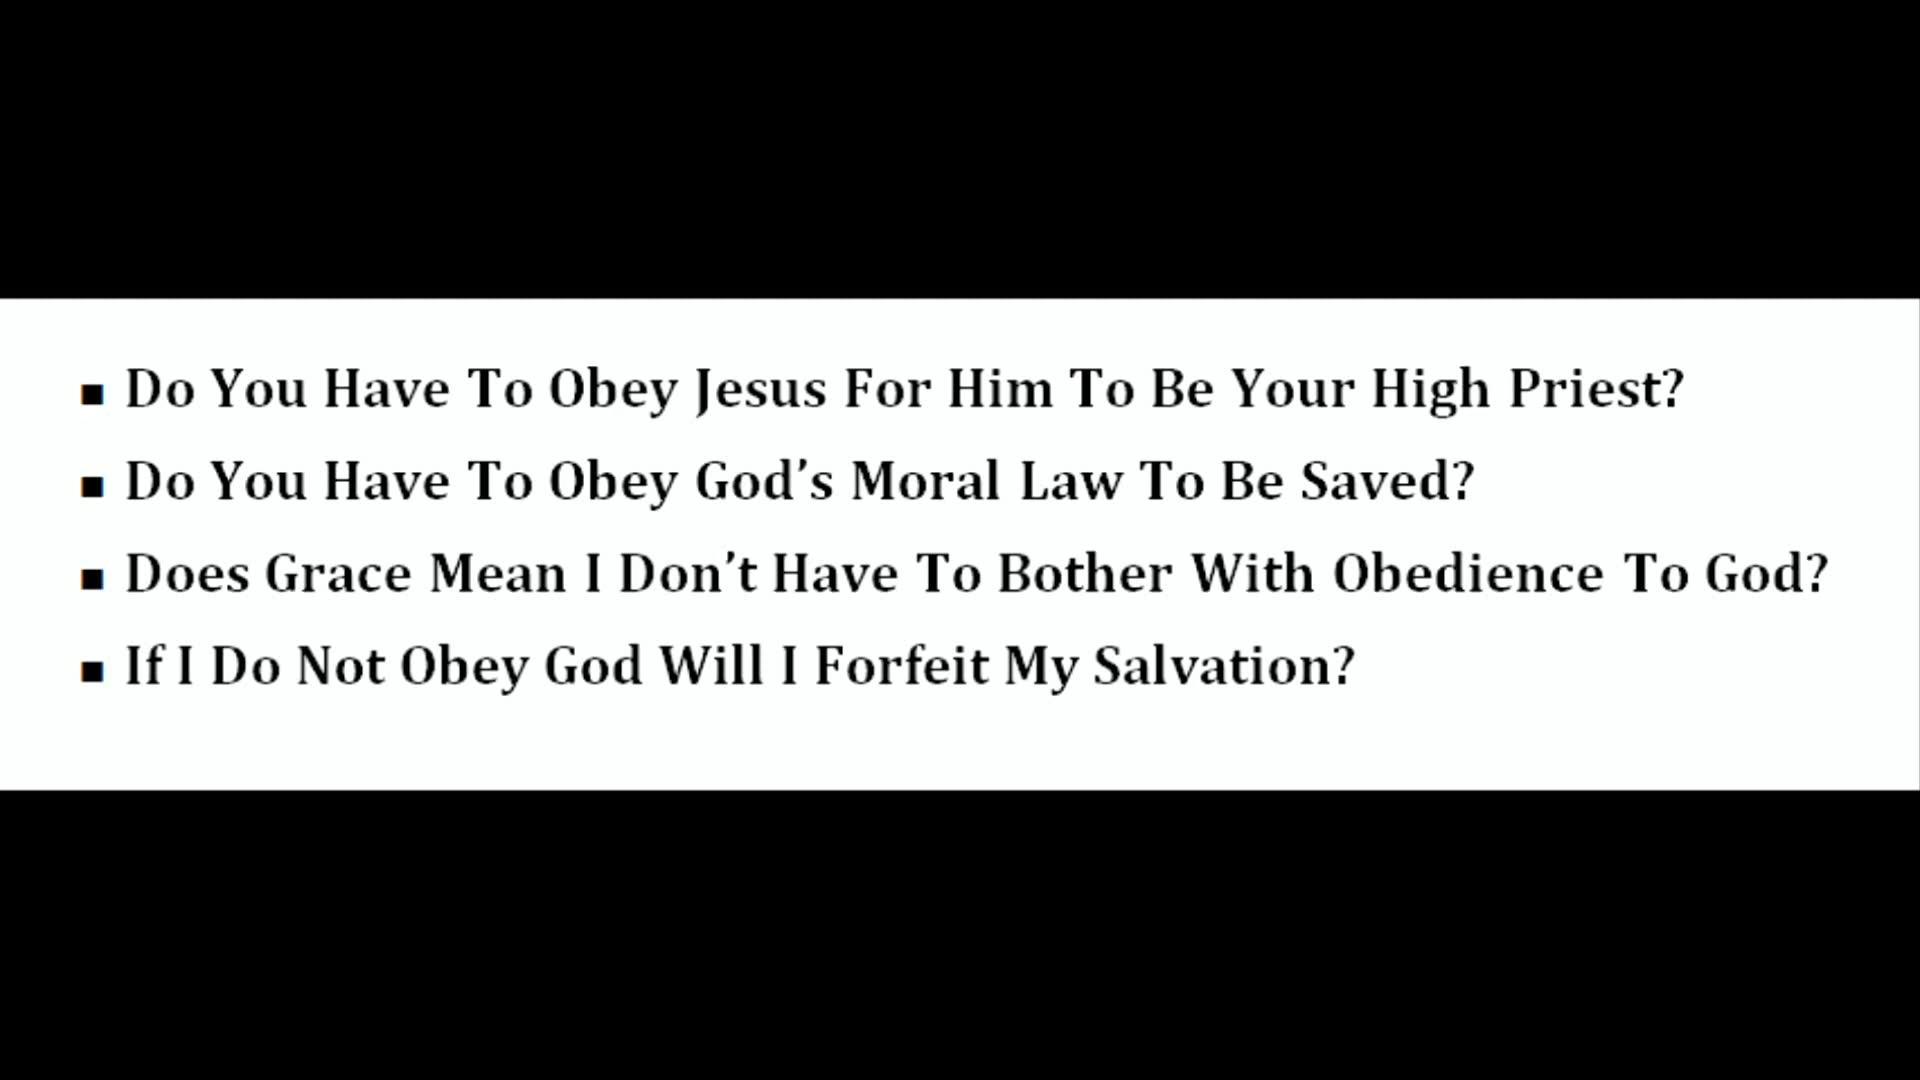 ▪ Do You Have To Obey Jesus For Him To Be Your High Priest?
▪ Do You Have To Obey God’s Moral Law To Be Saved?
▪ Does Grace Mean I Don’t Have To Bother With Obedience To God?
▪ If I Do Not Obey God Will I Forfeit My Salvation?